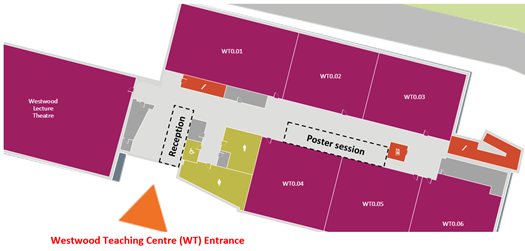 WT0.01
WT0.02
WT0.03
Westwood
Lecture
Theatre
Reception
Poster session
WT0.04
WT0.05
WT0.06
Westwood Teaching Centre (WT) Entrance